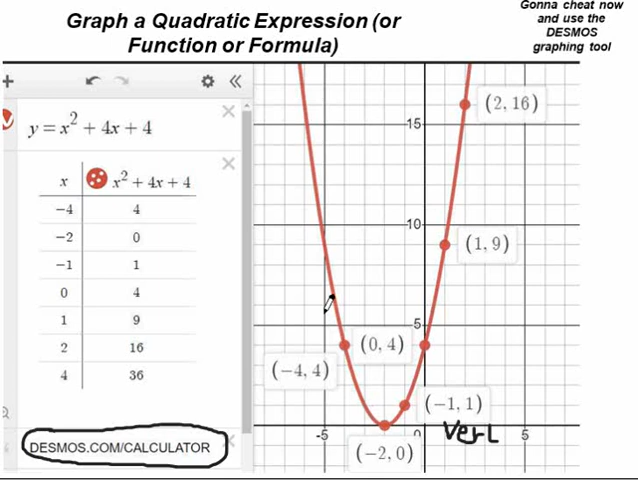 Graph a Quadratic Expression (or
Function or Formula)
Gonna cheat now
and use the
DESMOS
graphing tool
y = x² + 4x + 4
x x² + 4x + 4
−4 4
−2 0
−1 1
0 4
1 9
2 16
4 36
DESMOS.COM/CALCULATOR
(2, 16)
15
10
(1, 9)
5
(0, 4)
(−4, 4)
(−1, 1)
-5 0 5
(−2, 0)